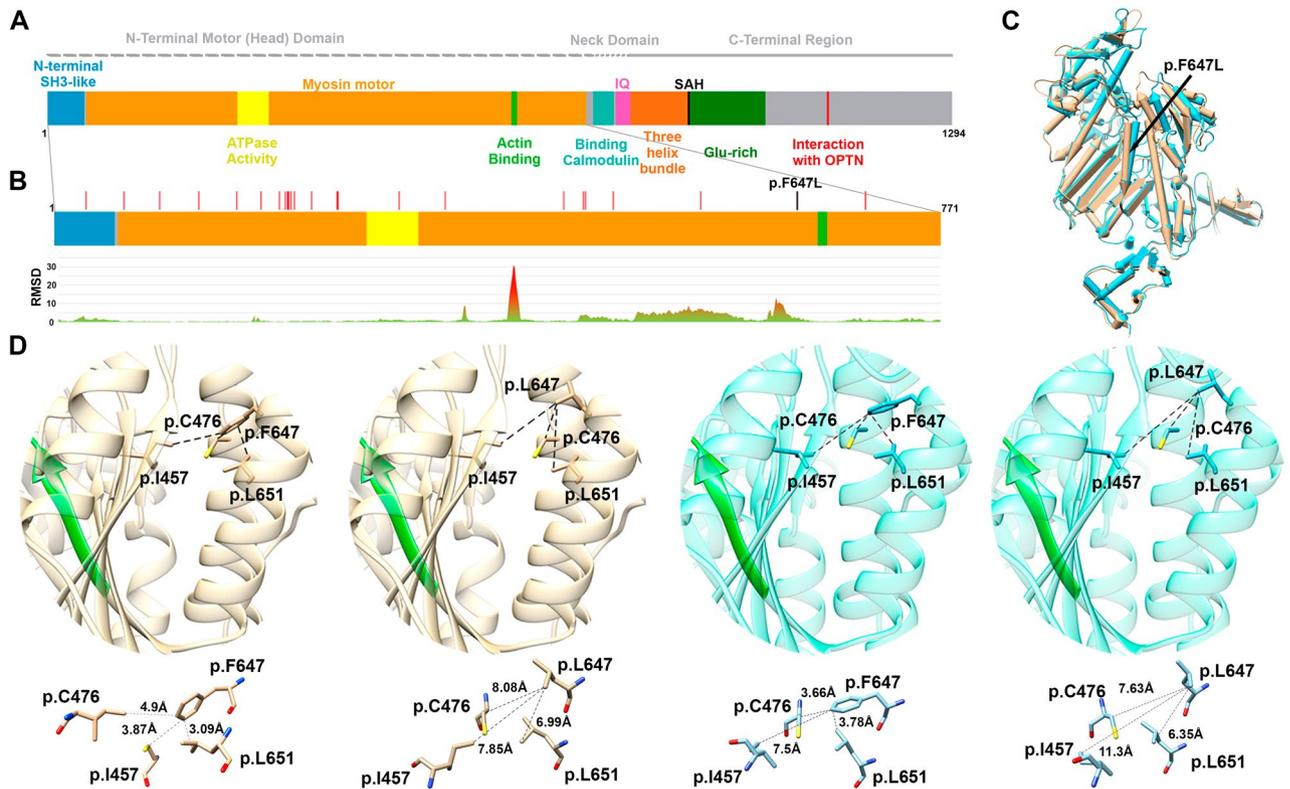 A
N-Terminal Motor (Head) Domain
Neck Domain
C-Terminal Region
N-terminal
SH3-like
Myosin motor
IQ
SAH
1
1294
ATPase
Activity
Actin
Binding
Binding
Calmodulin
Three
helix
bundle
Glu-rich
Interaction
with OPTN
B
1
p.F647L
771
RMSD
30
20
10
0
C
p.F647L
D
p.C476
p.F647
p.I457
p.L651
p.L647
p.C476
p.I457
p.L651
p.C476
p.F647
p.I457
p.L651
p.L647
p.C476
p.I457
p.L651
p.F647
p.C476
4.9Å
3.87Å
3.09Å
p.L651
p.I457
p.L647
8.08Å
p.C476
6.99Å
7.85Å
p.I457
p.L651
3.66Å
p.F647
p.C476
3.78Å
7.5Å
p.I457
p.L651
p.L647
7.63Å
p.C476
6.35Å
p.I457
11.3Å
p.L651